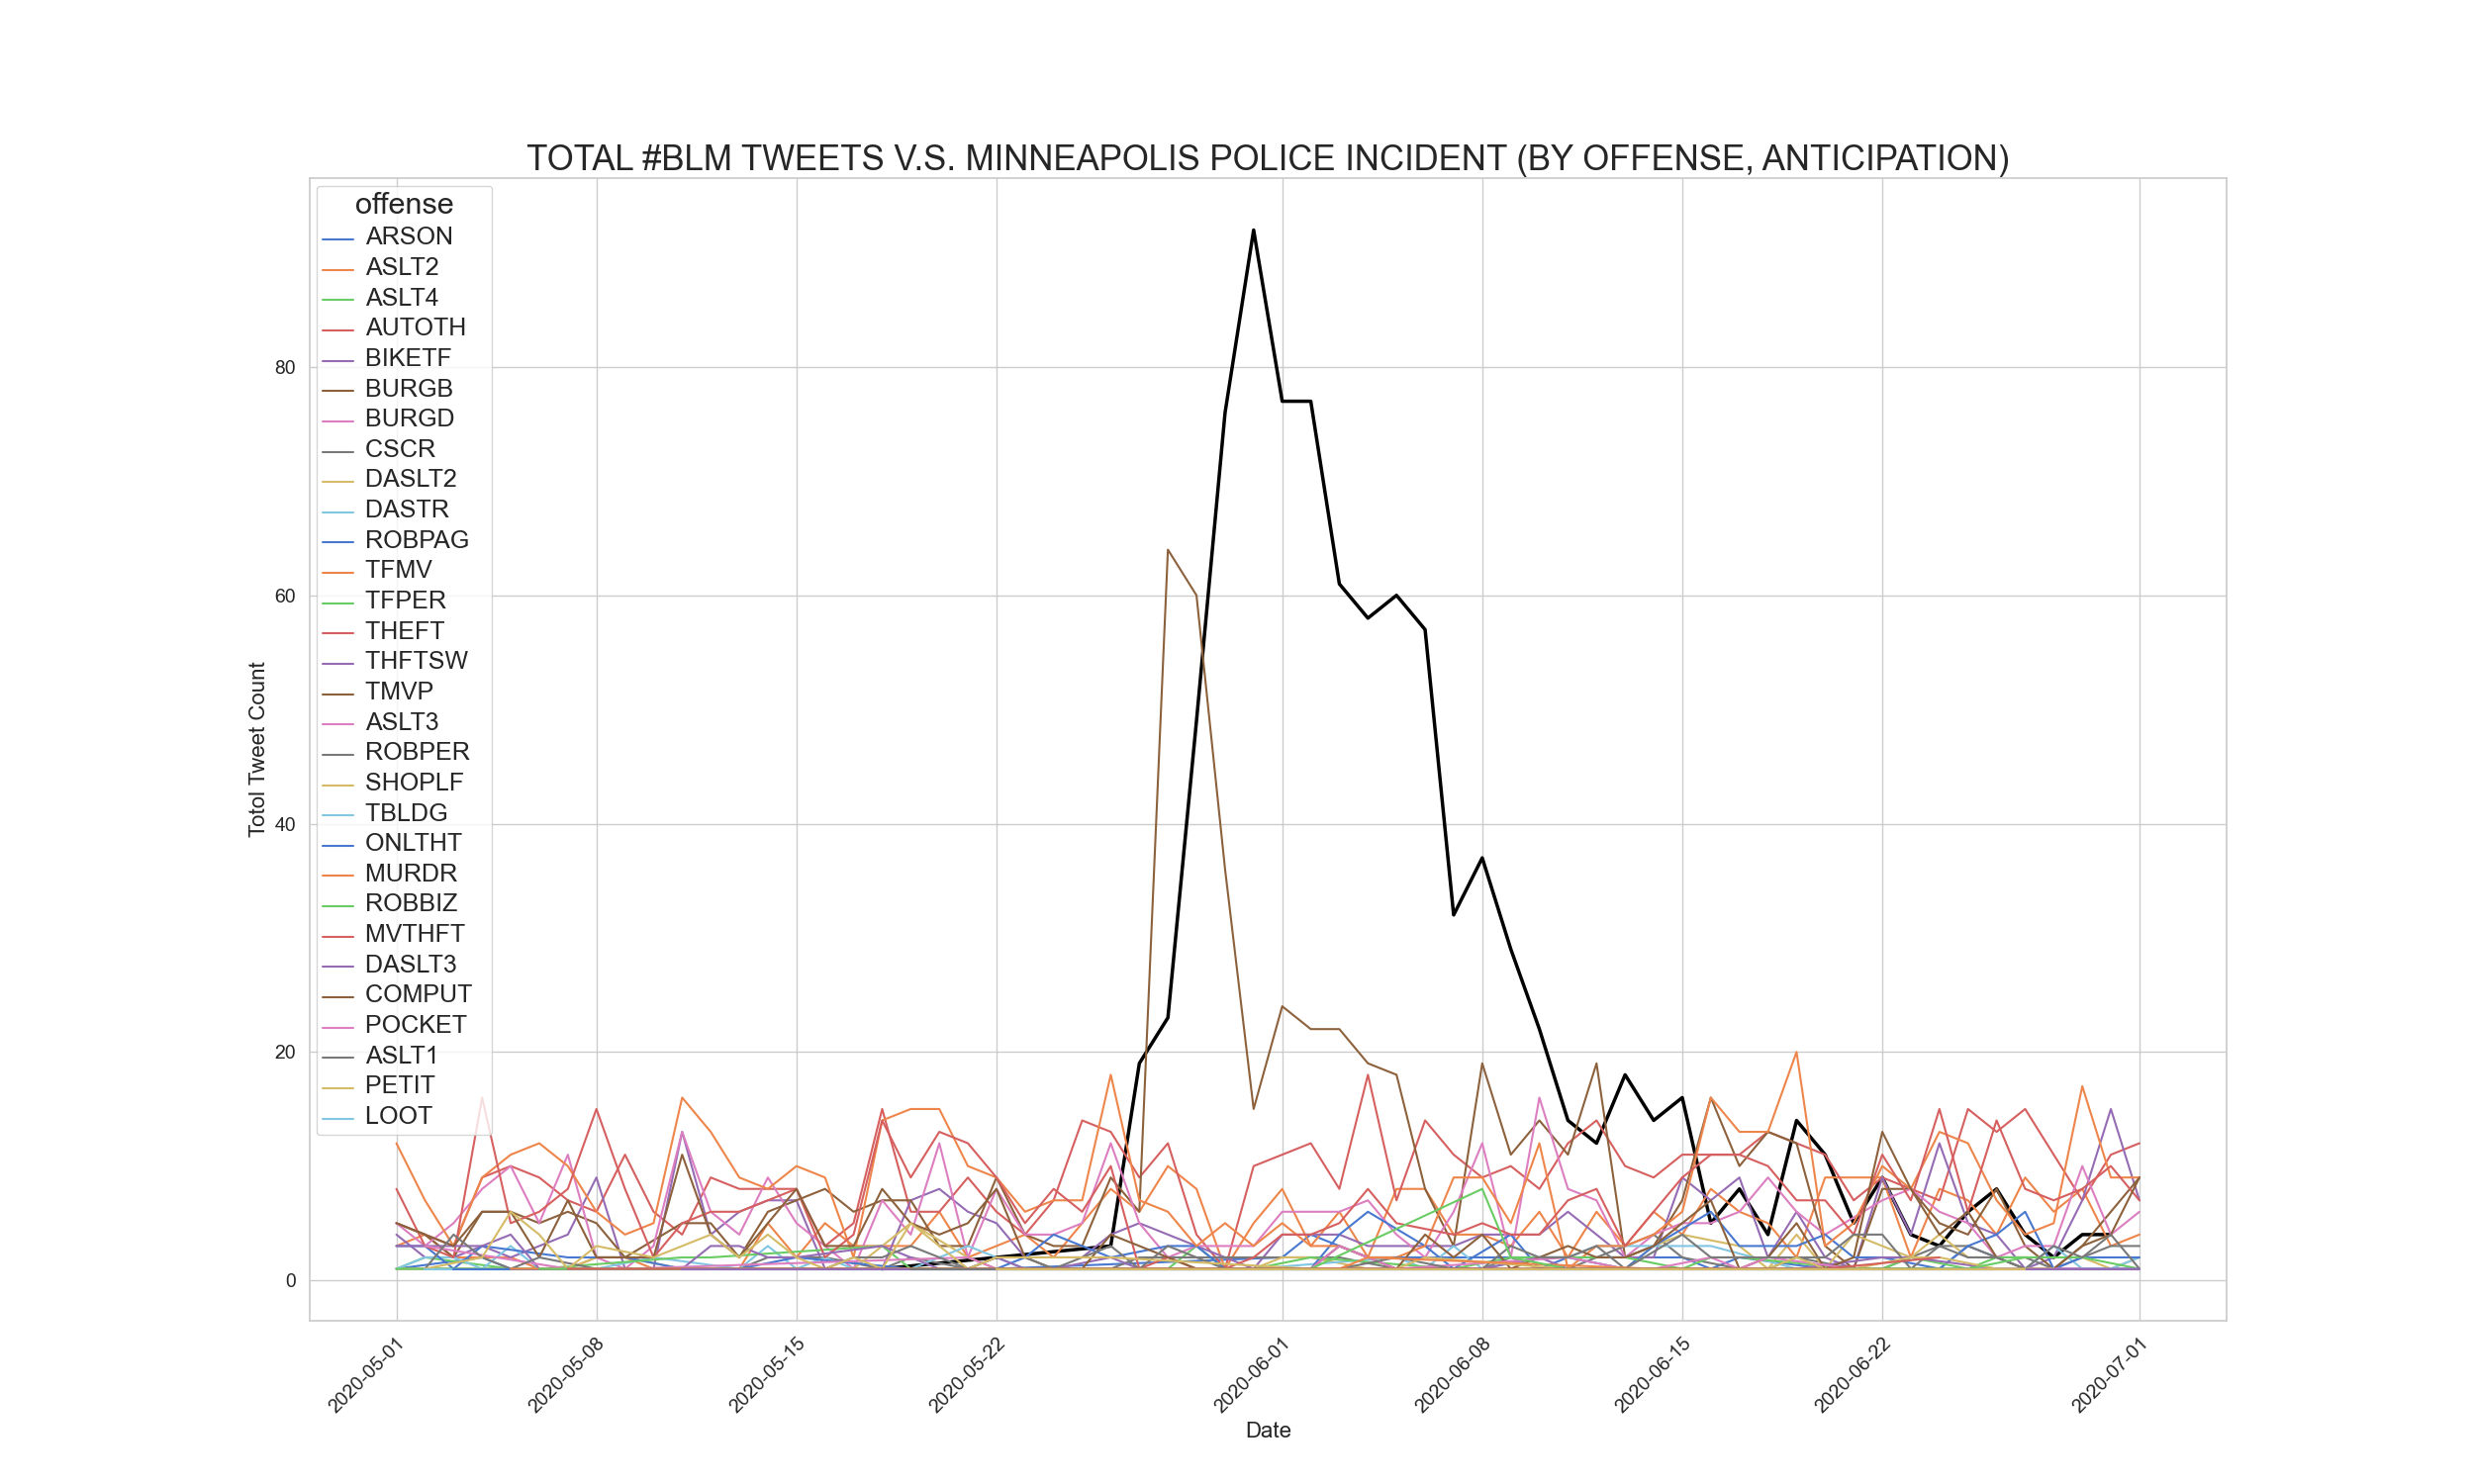 TOTAL #BLM TWEETS V.S. MINNEAPOLIS POLICE INCIDENT (BY OFFENSE, ANTICIPATION)
offense
ARSON
ASLT2
ASLT4
AUTOTH
BIKETF
BURGB
BURGD
CSCR
DASLT2
DASTR
ROBPAG
TFMV
TFPER
THEFT
THFTSW
TMVP
ASLT3
ROBPER
SHOPLF
TBLDG
ONLTHT
MURDR
ROBBIZ
MVTHFT
DASLT3
COMPUT
POCKET
ASLT1
PETIT
LOOT
Totol Tweet Count
80
60
40
20
0
2020-05-01
2020-05-08
2020-05-15
2020-05-22
2020-06-01
2020-06-08
2020-06-15
2020-06-22
2020-07-01
Date